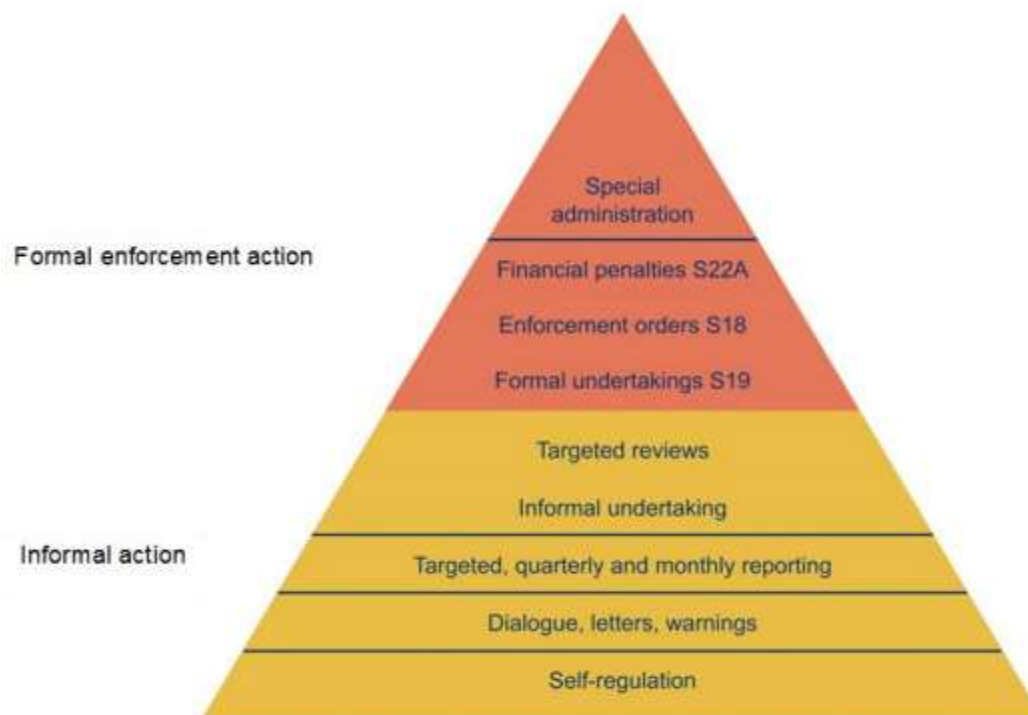 Special
administration
Formal enforcement action
Financial penalties S22A
Enforcement orders S18
Formal undertakings S19
Targeted reviews
Informal undertaking
Informal action
Targeted, quarterly and monthly reporting
Dialogue, letters, warnings
Self-regulation